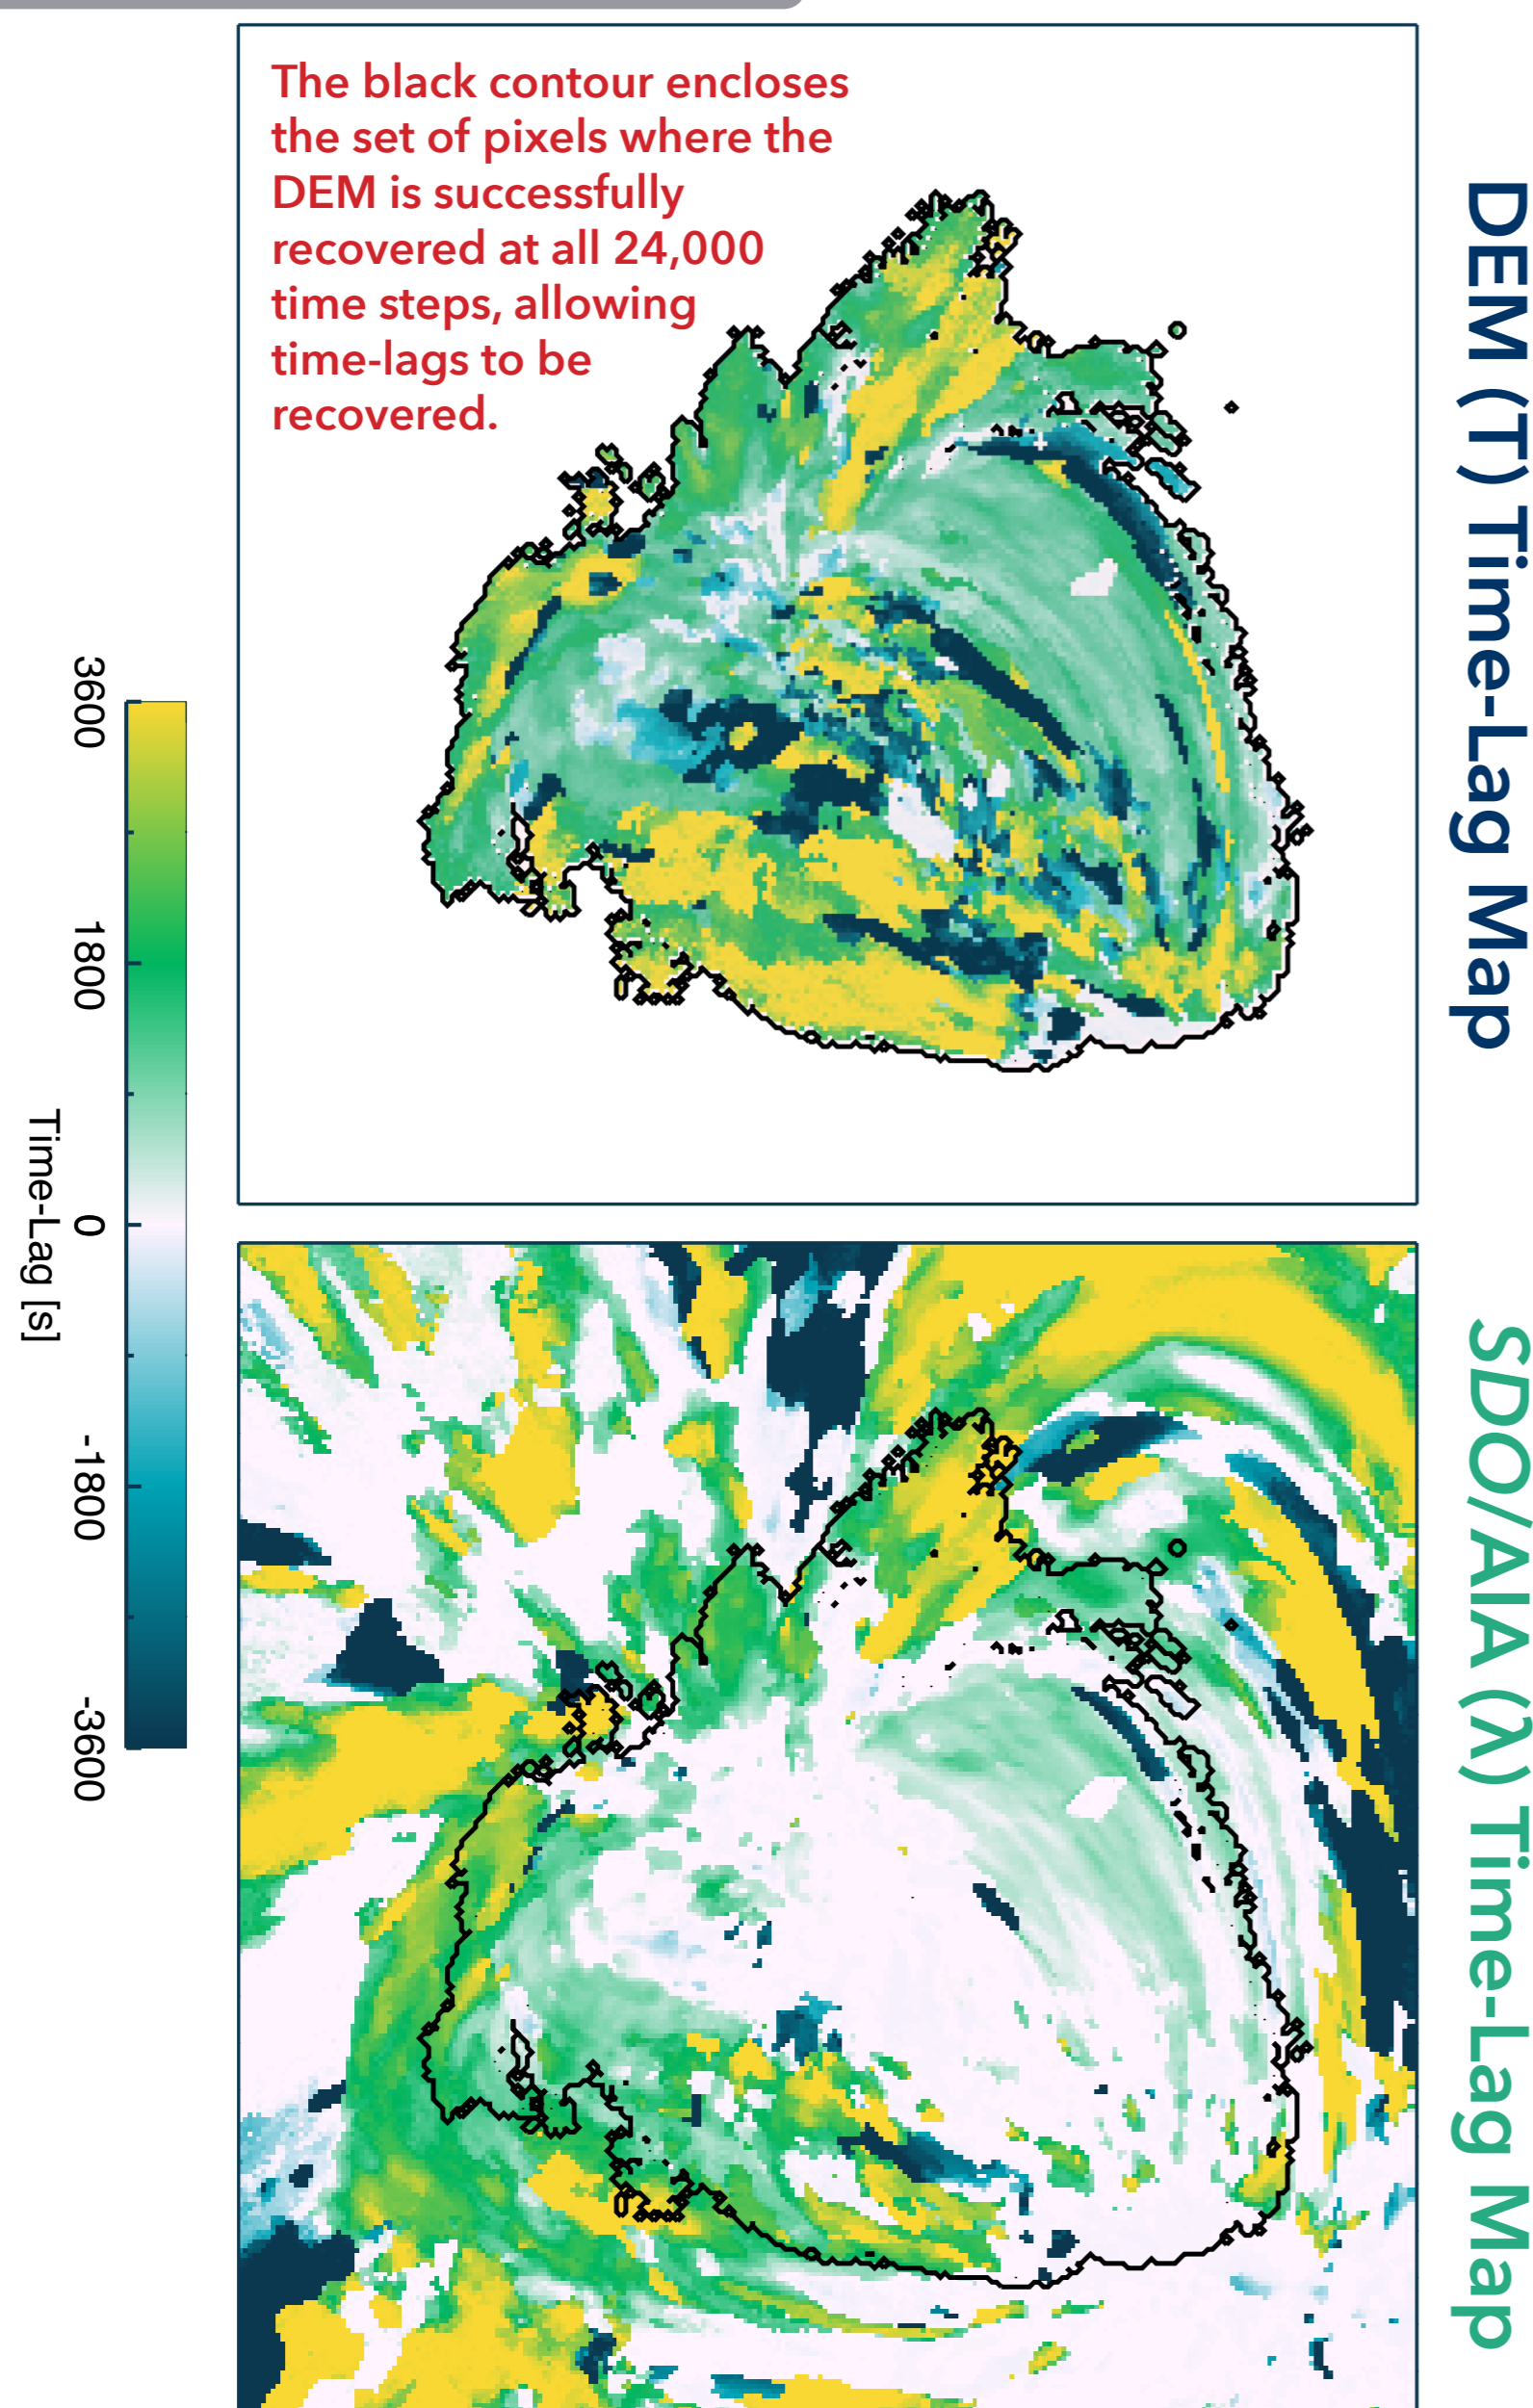 DEM (T) Time-Lag Map
SDO/AIA (λ) Time-Lag Map
The black contour encloses
the set of pixels where the
DEM is successfully
recovered at all 24,000
time steps, allowing
time-lags to be
recovered.
3600
1800
0
-1800
-3600
Time-Lag [s]